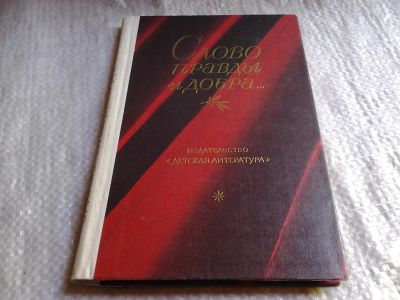 Слово
правды
и добра...
ИЗДАТЕЛЬСТВО
«ДЕТСКАЯ ЛИТЕРАТУРА»